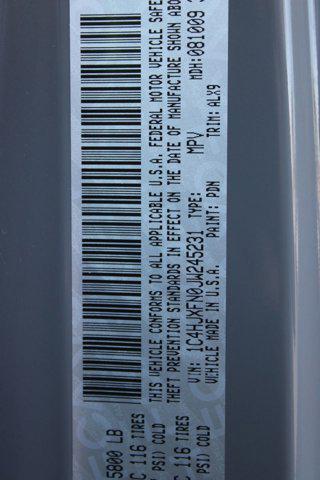 5800 LB
C 116 TIRES
PSI) COLD
THIS VEHICLE CONFORMS TO ALL APPLICABLE U.S.A. FEDERAL MOTOR VEHICLE SAFE
THEFT PREVENTION STANDARDS IN EFFECT ON THE DATE OF MANUFACTURE SHOWN ABO
C 116 TIRES
VIN: 1C4HJXFN0JW245231 TYPE: MPV MDH:081009
PSI) COLD
VEHICLE MADE IN U.S.A. PAINT: PDN TRIM: ALX9